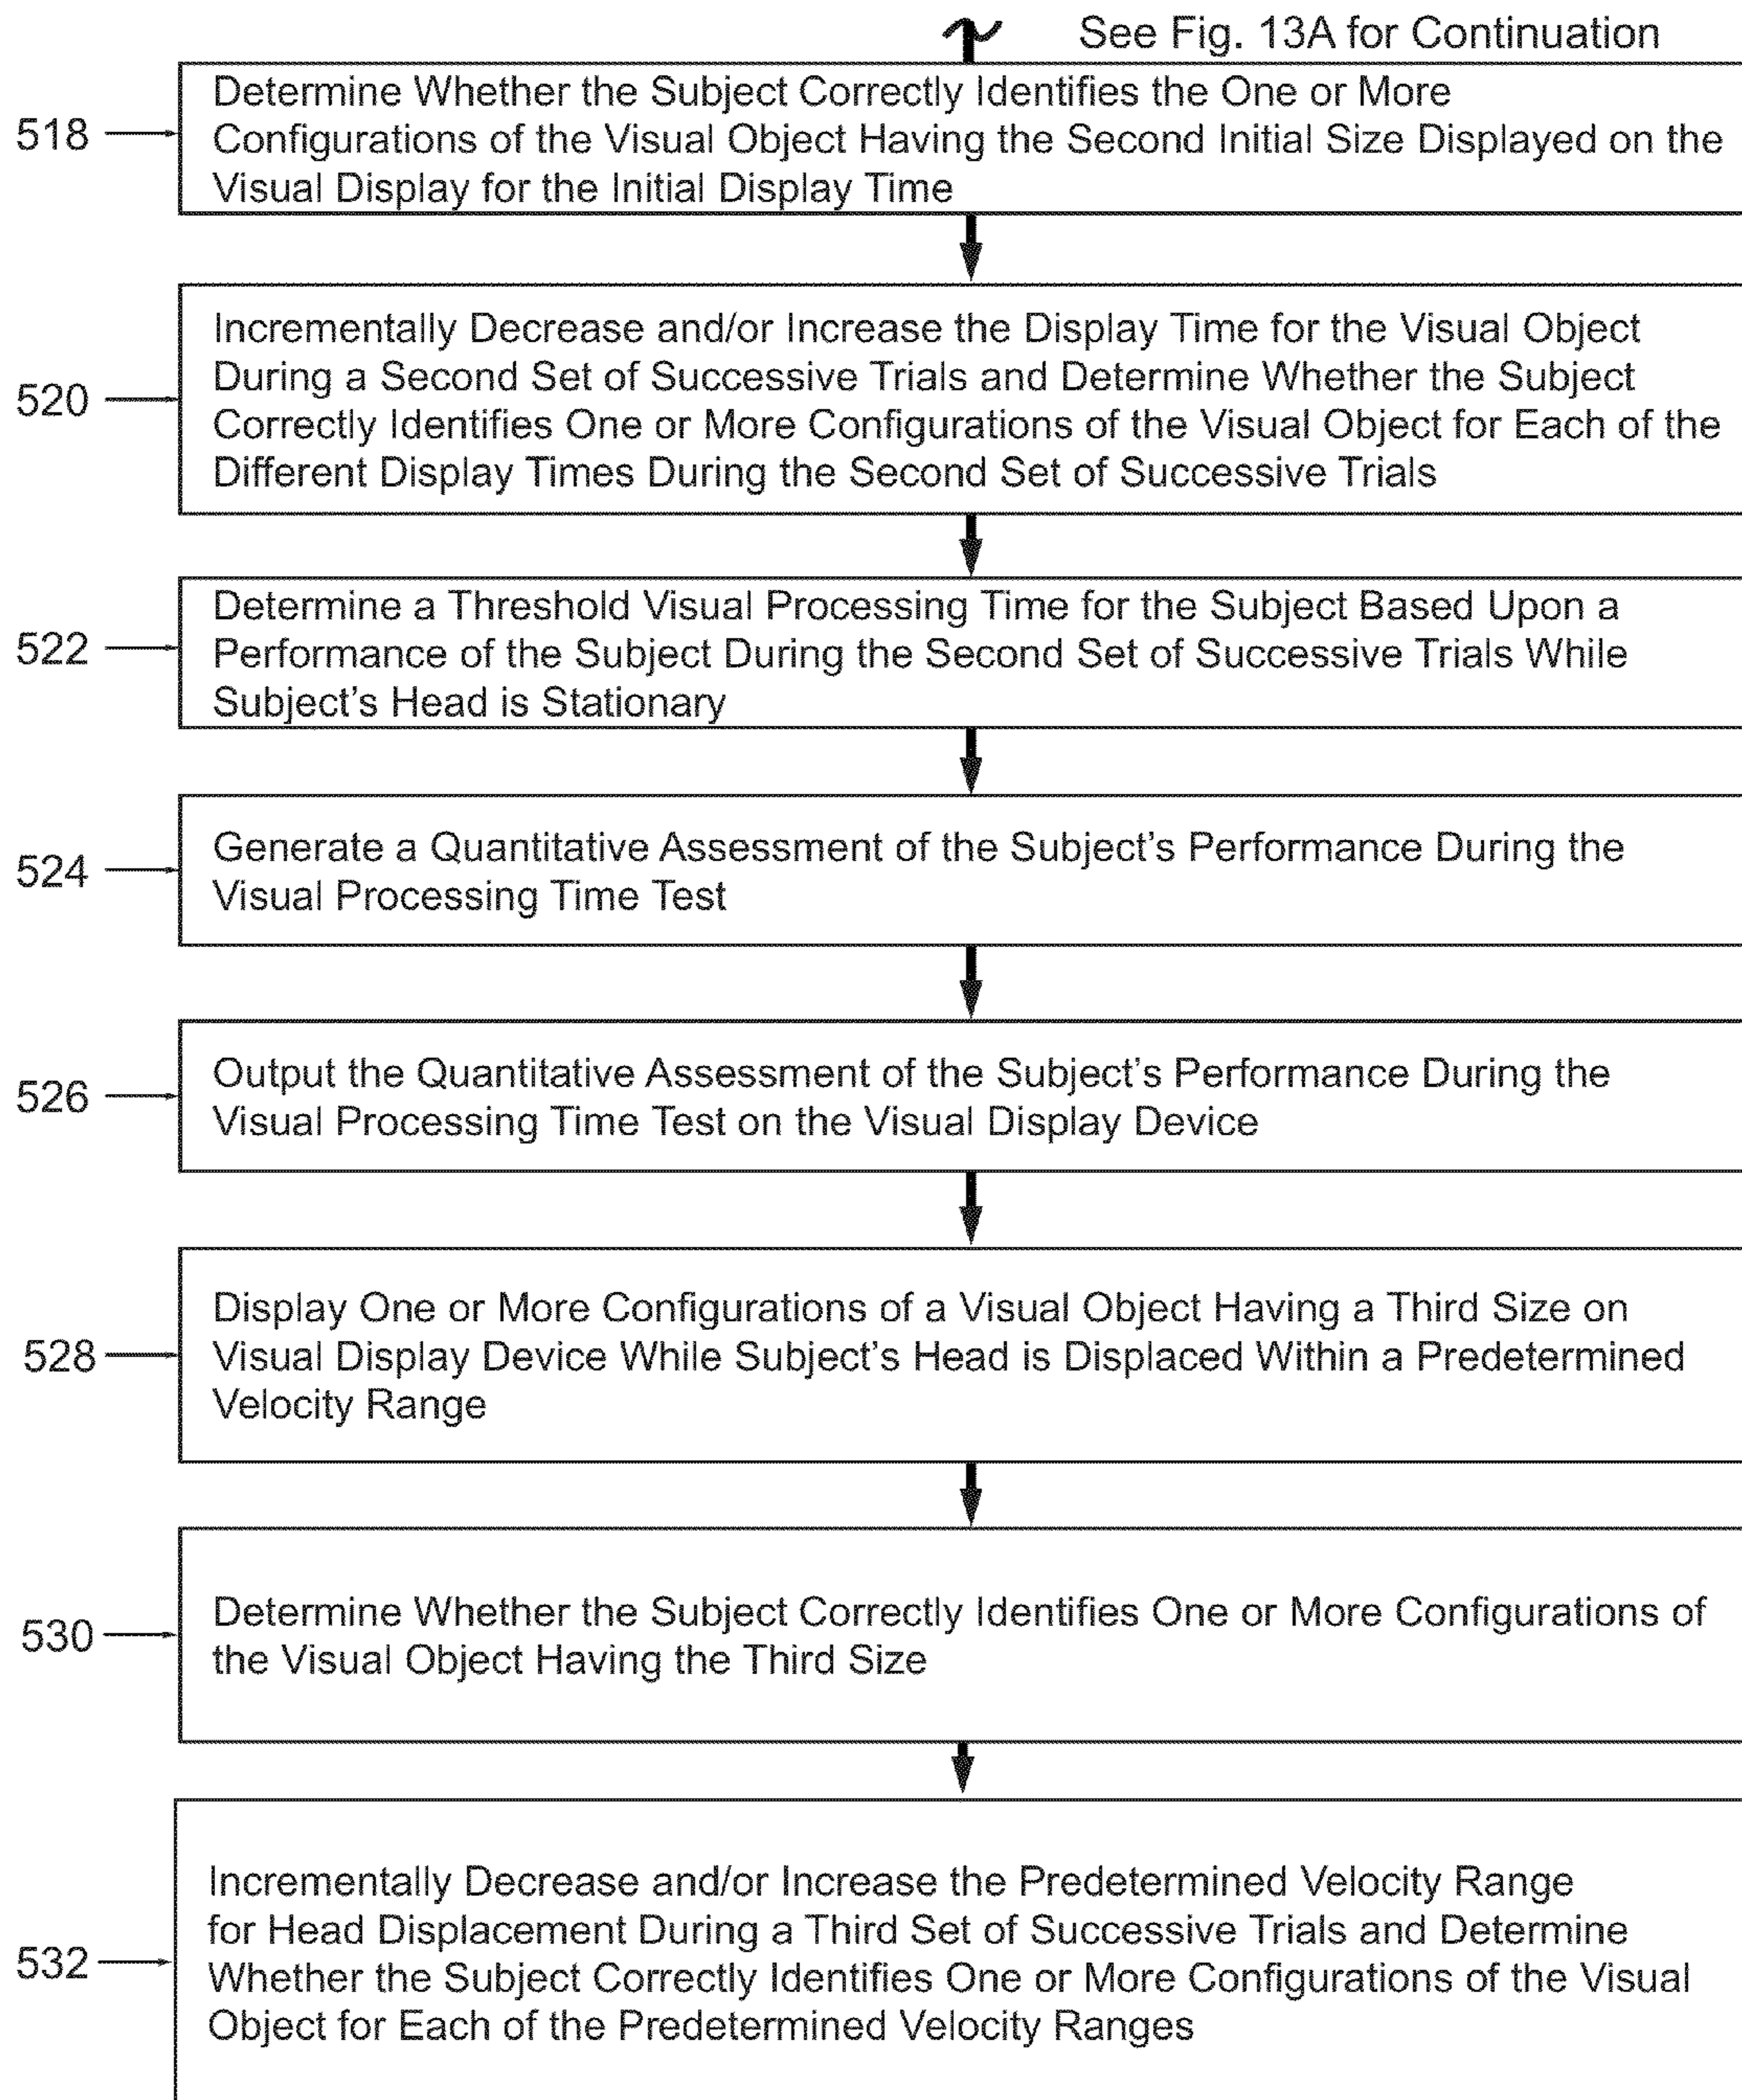 See Fig. 13A for Continuation
518
Determine Whether the Subject Correctly Identifies the One or More
Configurations of the Visual Object Having the Second Initial Size Displayed on the
Visual Display for the Initial Display Time
520
Incrementally Decrease and/or Increase the Display Time for the Visual Object
During a Second Set of Successive Trials and Determine Whether the Subject
Correctly Identifies One or More Configurations of the Visual Object for Each of the
Different Display Times During the Second Set of Successive Trials
522
Determine a Threshold Visual Processing Time for the Subject Based Upon a
Performance of the Subject During the Second Set of Successive Trials While
Subject's Head is Stationary
524
Generate a Quantitative Assessment of the Subject's Performance During the
Visual Processing Time Test
526
Output the Quantitative Assessment of the Subject's Performance During the
Visual Processing Time Test on the Visual Display Device
528
Display One or More Configurations of a Visual Object Having a Third Size on
Visual Display Device While Subject's Head is Displaced Within a Predetermined
Velocity Range
530
Determine Whether the Subject Correctly Identifies One or More Configurations of
the Visual Object Having the Third Size
532
Incrementally Decrease and/or Increase the Predetermined Velocity Range
for Head Displacement During a Third Set of Successive Trials and Determine
Whether the Subject Correctly Identifies One or More Configurations of the Visual
Object for Each of the Predetermined Velocity Ranges